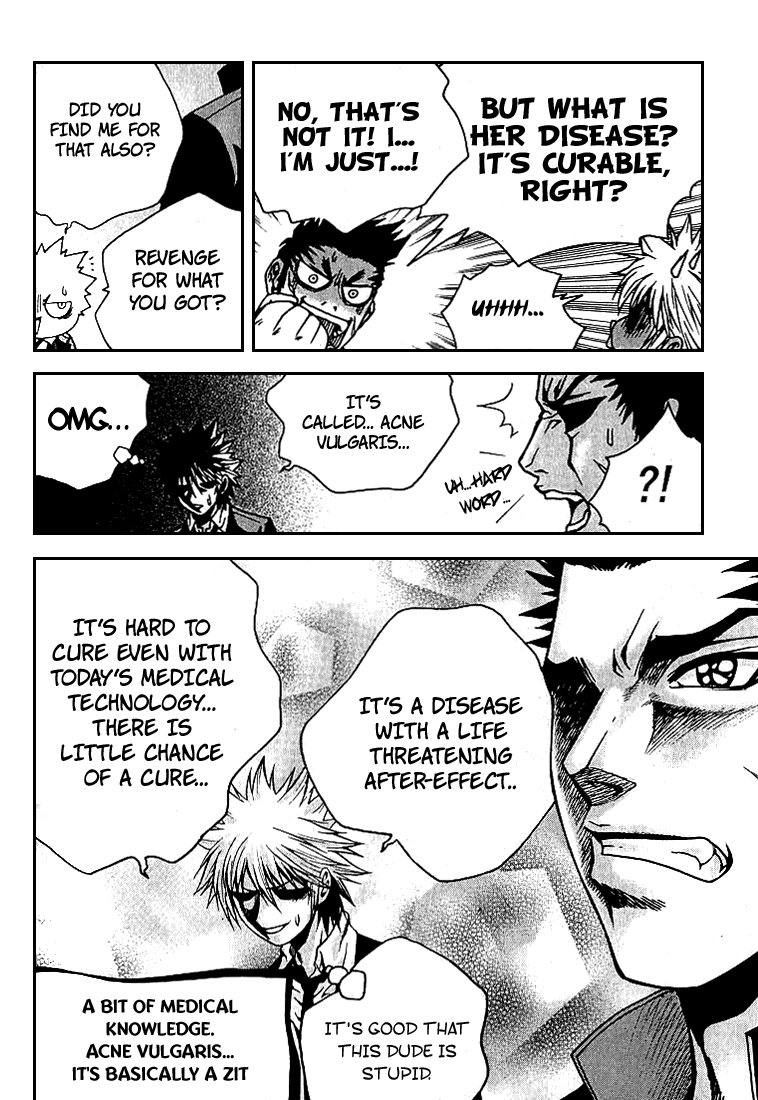 DID YOU
FIND ME FOR
THAT ALSO?
REVENGE
FOR WHAT
YOU GOT?
NO, THAT'S
NOT IT! I...
I'M JUST...!
BUT WHAT IS
HER DISEASE?
IT'S CURABLE,
RIGHT?
UHHH...
OMG...
IT'S
CALLED... ACNE
VULGARIS...
UH...HARD
WORD...
?!
IT'S HARD TO
CURE EVEN WITH
TODAY'S MEDICAL
TECHNOLOGY...
THERE IS
LITTLE CHANCE
OF A CURE...
IT'S A DISEASE
WITH A LIFE
THREATENING
AFTER-EFFECT..
A BIT OF MEDICAL
KNOWLEDGE.
ACNE VULGARIS...
IT'S BASICALLY A ZIT
IT'S GOOD THAT
THIS DUDE IS
STUPID.